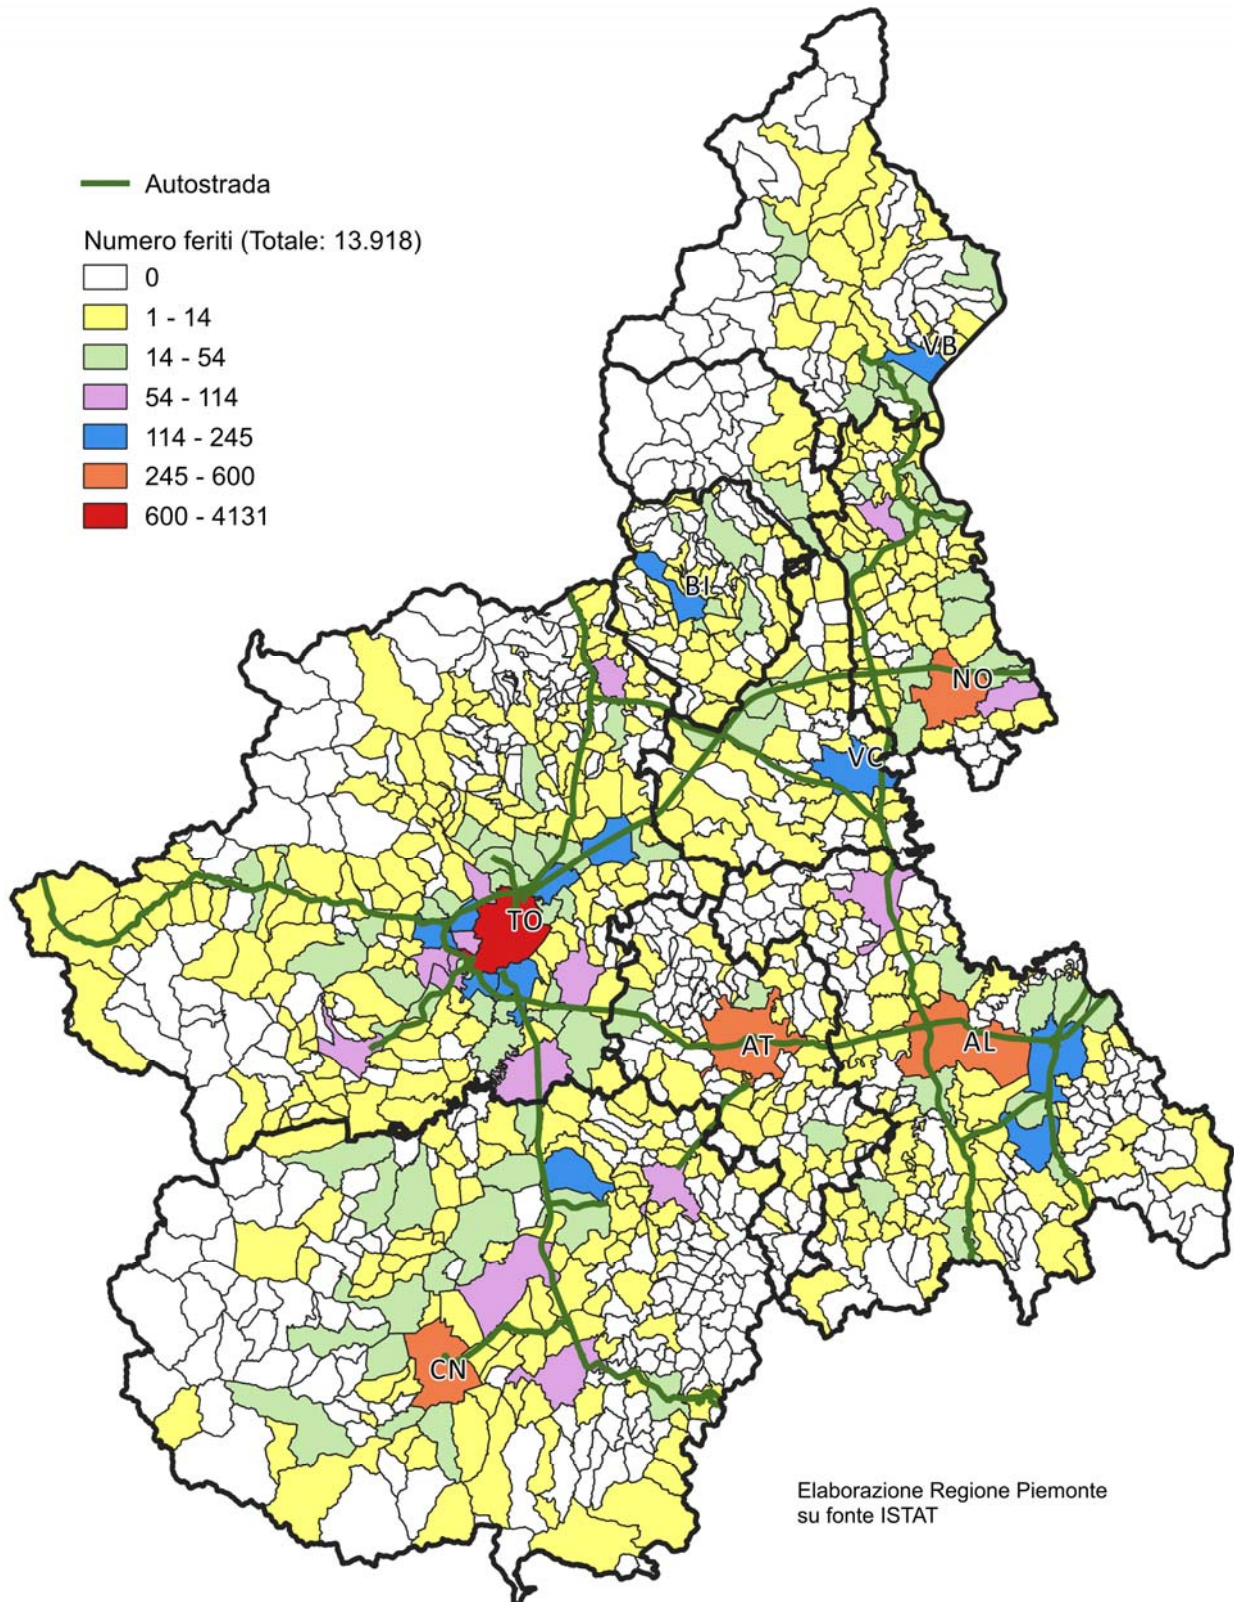 Autostrada
Numero feriti (Totale: 13.918)
0
1 - 14
14 - 54
54 - 114
114 - 245
245 - 600
600 - 4131
VB
BI
NO
VC
TO
AT
AL
CN
Elaborazione Regione Piemonte
su fonte ISTAT